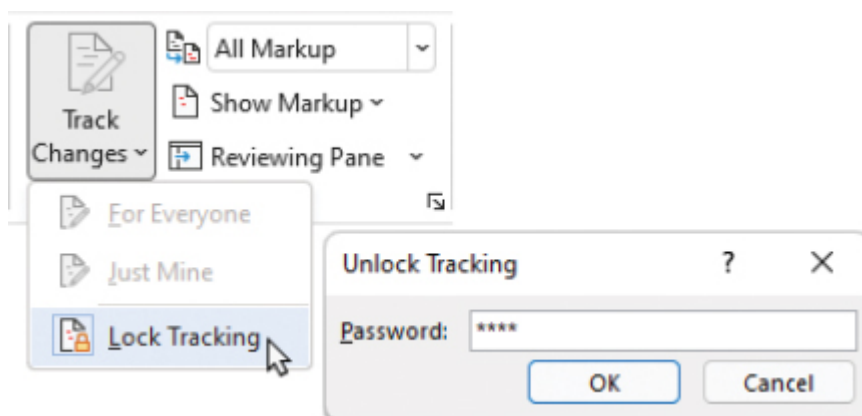 All Markup
Show Markup
Track
Changes
Reviewing Pane
For Everyone
Just Mine
Lock Tracking
Unlock Tracking ?
Password: ****
OK Cancel